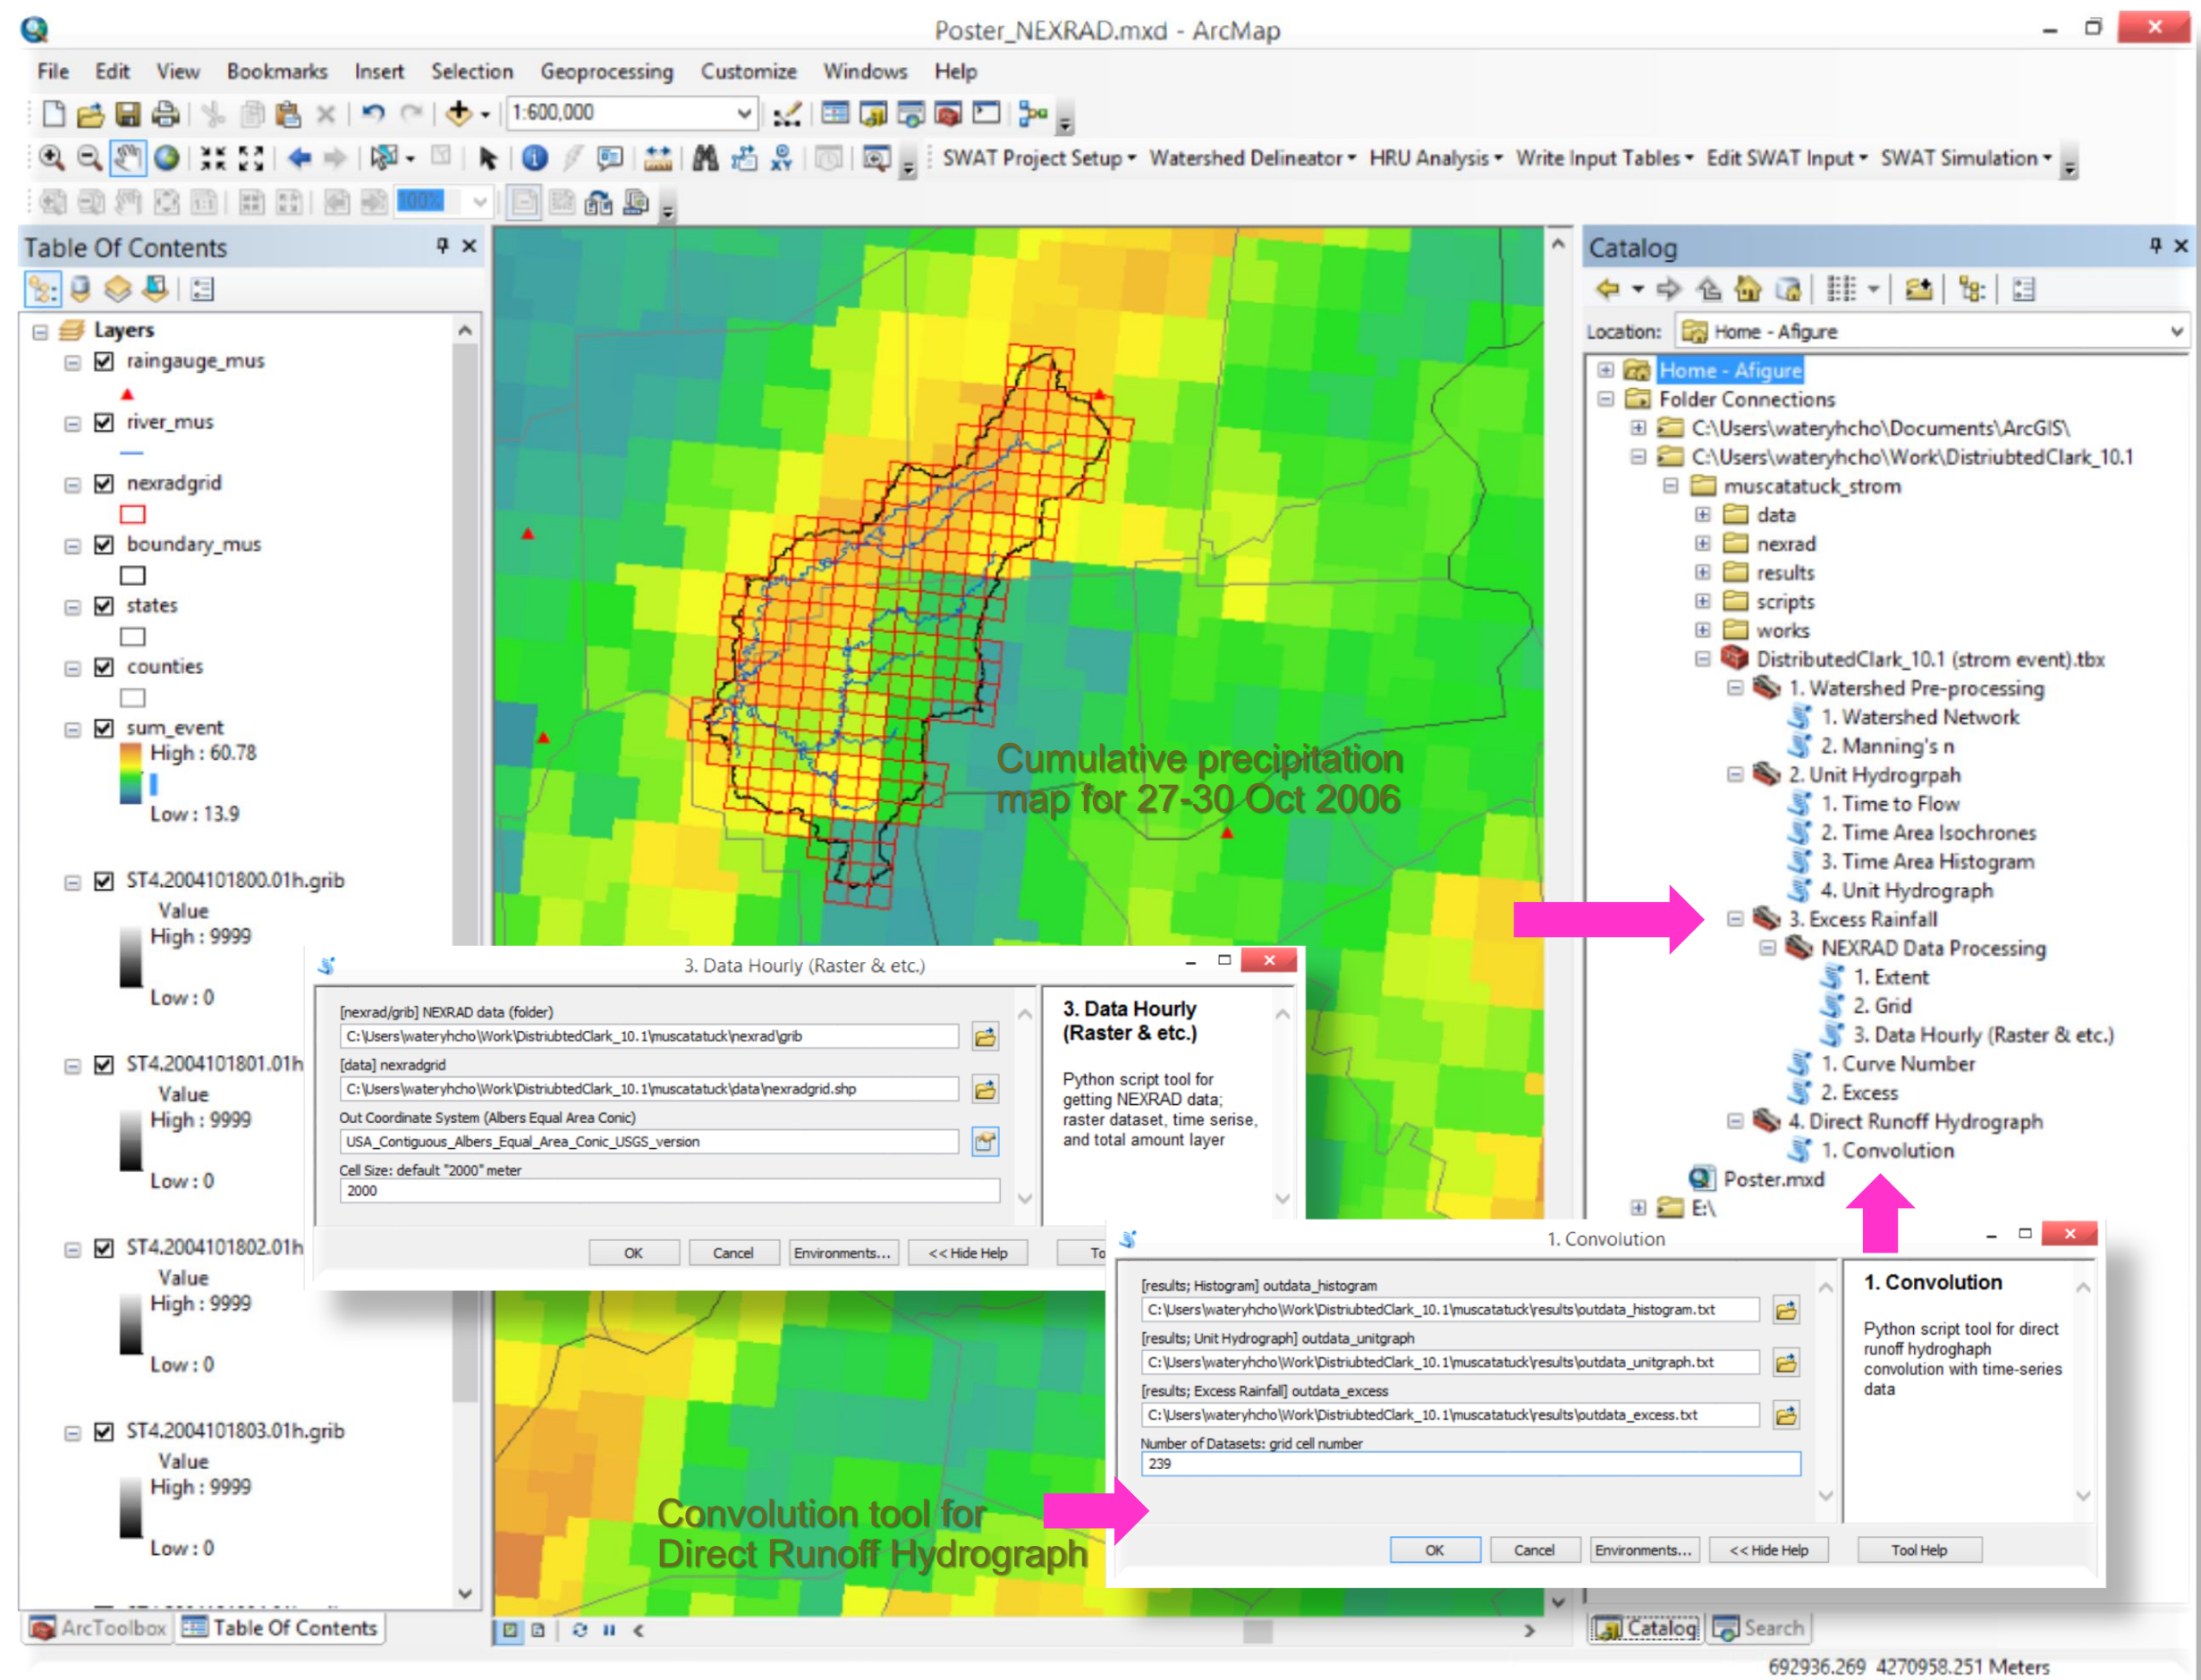 Poster_NEXRAD.mxd - ArcMap
File Edit View Bookmarks Insert Selection Geoprocessing Customize Windows Help
1:600,000
SWAT Project Setup Watershed Delineator HRU Analysis Write Input Tables Edit SWAT Input SWAT Simulation
100%
Table Of Contents
Layers
raingauge_mus
river_mus
nexradgrid
boundary_mus
states
counties
sum_event
High : 60.78
Low : 13.9
ST4.2004101800.01h.grib
Value
High : 9999
Low : 0
ST4.2004101801.01h
Value
High : 9999
Low : 0
ST4.2004101802.01h
Value
High : 9999
Low : 0
ST4.2004101803.01h.grib
Value
High : 9999
Low : 0
ArcToolbox Table Of Contents
Cumulative precipitation
map for 27-30 Oct 2006
3. Data Hourly (Raster & etc.)
[nexrad/grib] NEXRAD data (folder)
C:\Users\wateryhcho\Work\DistriubtedClark_10.1\muscatatuck\nexrad\grib
[data] nexradgrid
C:\Users\wateryhcho\Work\DistriubtedClark_10.1\muscatatuck\data\nexradgrid.shp
Out Coordinate System (Albers Equal Area Conic)
USA_Contiguous_Albers_Equal_Area_Conic_USGS_version
Cell Size: default "2000" meter
2000
OK Cancel Environments... << Hide Help To
3. Data Hourly
(Raster & etc.)
Python script tool for
getting NEXRAD data;
raster dataset, time serise,
and total amount layer
Convolution tool for
Direct Runoff Hydrograph
1. Convolution
[results; Histogram] outdata_histogram
C:\Users\wateryhcho\Work\DistriubtedClark_10.1\muscatatuck\results\outdata_histogram.txt
[results; Unit Hydrograph] outdata_unitgraph
C:\Users\wateryhcho\Work\DistriubtedClark_10.1\muscatatuck\results\outdata_unitgraph.txt
[results; Excess Rainfall] outdata_excess
C:\Users\wateryhcho\Work\DistriubtedClark_10.1\muscatatuck\results\outdata_excess.txt
Number of Datasets: grid cell number
239
OK Cancel Environments... << Hide Help Tool Help
1. Convolution
Python script tool for direct
runoff hydroghaph
convolution with time-series
data
Catalog
Location: Home - Afigure
Home - Afigure
Folder Connections
C:\Users\wateryhcho\Documents\ArcGIS\
C:\Users\wateryhcho\Work\DistriubtedClark_10.1
muscatatuck_strom
data
nexrad
results
scripts
works
DistributedClark_10.1 (strom event).tbx
1. Watershed Pre-processing
1. Watershed Network
2. Manning's n
2. Unit Hydrogrpah
1. Time to Flow
2. Time Area Isochrones
3. Time Area Histogram
4. Unit Hydrograph
3. Excess Rainfall
NEXRAD Data Processing
1. Extent
2. Grid
3. Data Hourly (Raster & etc.)
1. Curve Number
2. Excess
4. Direct Runoff Hydrograph
1. Convolution
Poster.mxd
E:\
Catalog Search
692936.269 4270958.251 Meters